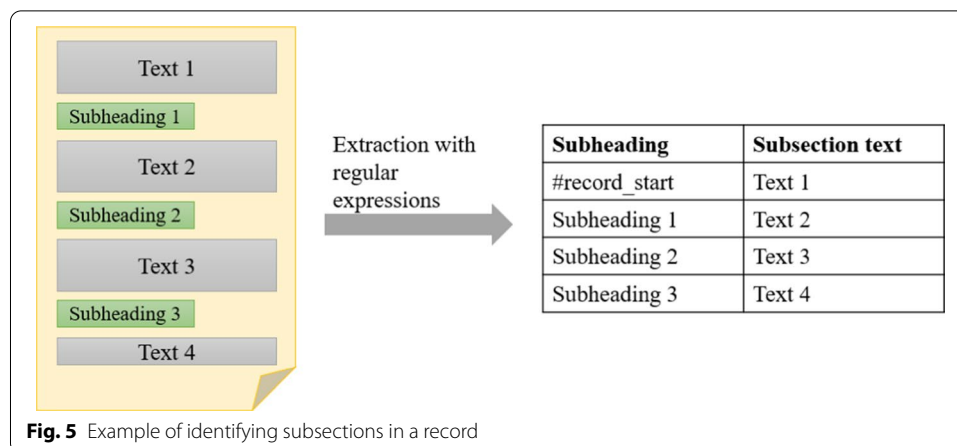 Text 1
Subheading 1
Text 2
Subheading 2
Text 3
Subheading 3
Text 4
Extraction with
regular
expressions
Subheading Subsection text
#record_start Text 1
Subheading 1 Text 2
Subheading 2 Text 3
Subheading 3 Text 4
Fig. 5 Example of identifying subsections in a record